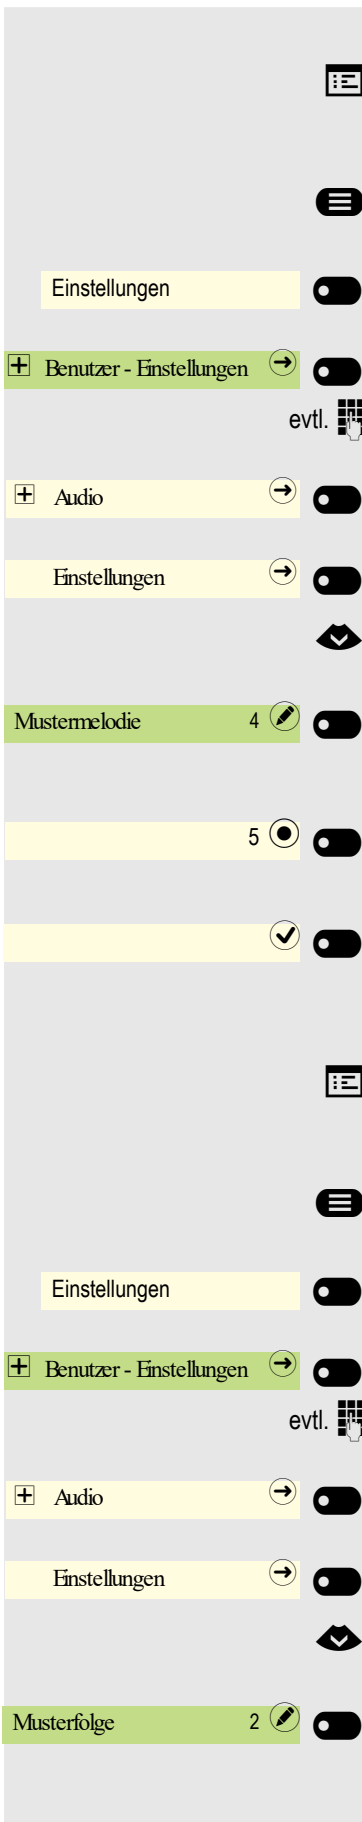 Einstellungen
Benutzer - Einstellungen
evtl.
Audio
Einstellungen
Mustermelodie 4
5
Einstellungen
Benutzer - Einstellungen
evtl.
Audio
Einstellungen
Musterfolge 2